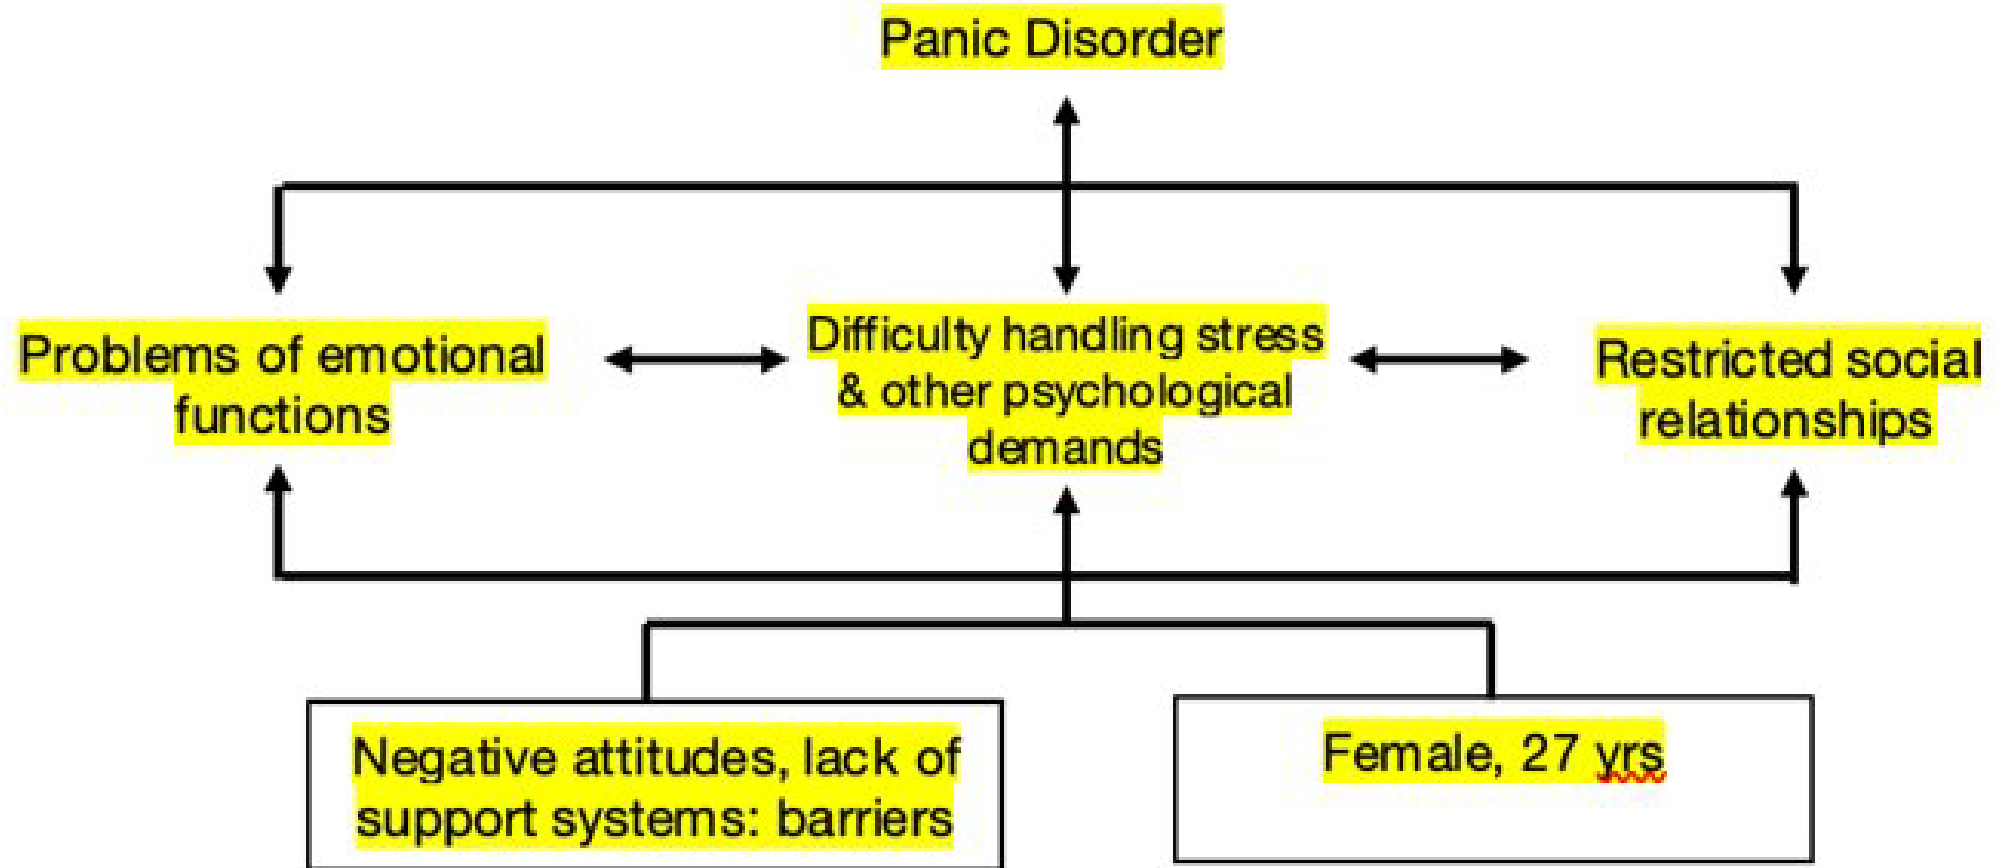 Panic Disorder
Problems of emotional
functions
Difficulty handling stress
& other psychological
demands
Restricted social
relationships
Negative attitudes, lack of
support systems: barriers
Female, 27 yrs